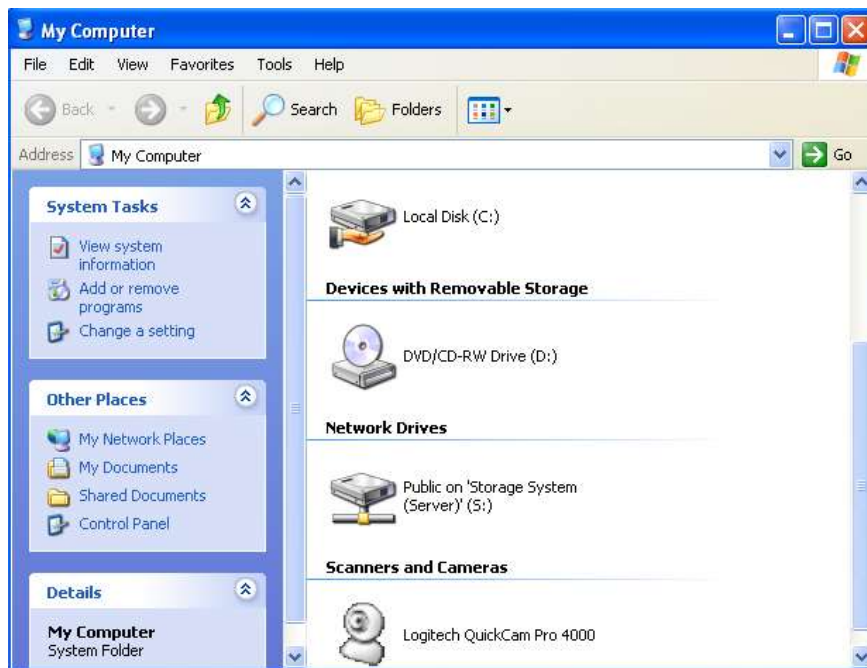 My Computer
File Edit View Favorites Tools Help
Back Search Folders
Address My Computer Go
System Tasks
View system
information
Add or remove
programs
Change a setting
Other Places
My Network Places
My Documents
Shared Documents
Control Panel
Details
My Computer
System Folder
Local Disk (C:)
Devices with Removable Storage
DVD/CD-RW Drive (D:)
Network Drives
Public on 'Storage System
(Server)' (S:)
Scanners and Cameras
Logitech QuickCam Pro 4000